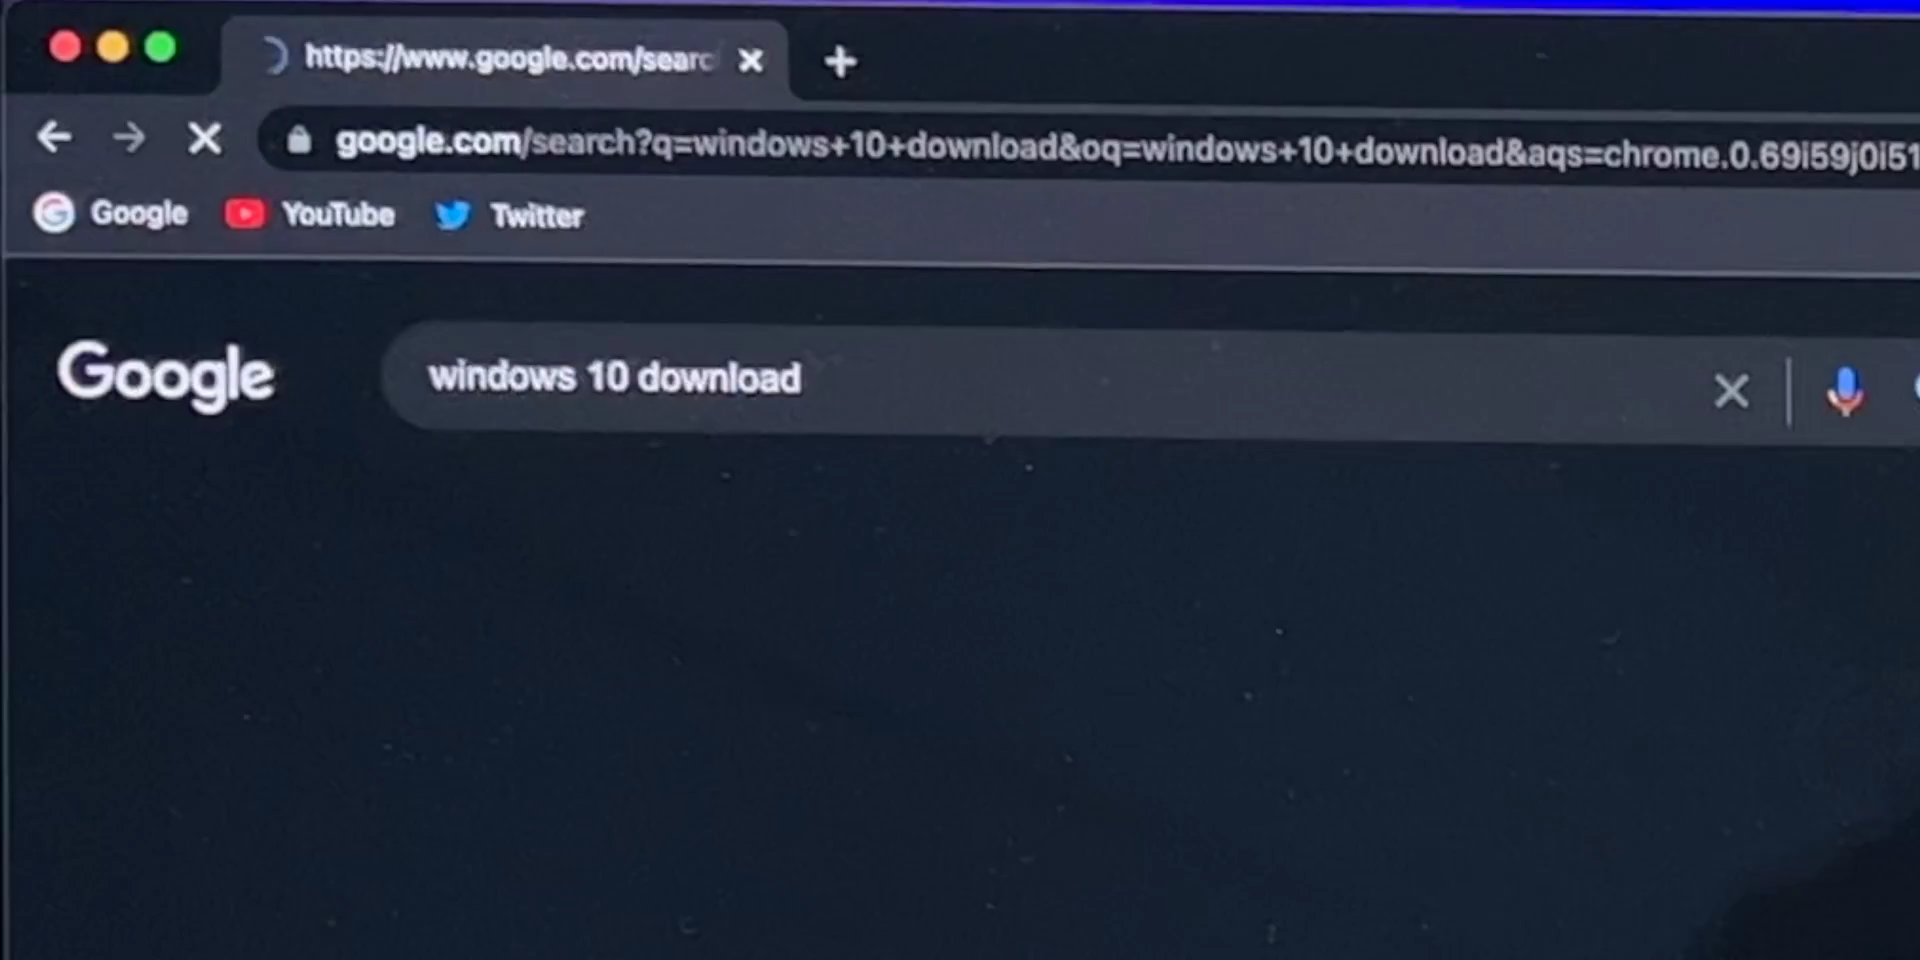 https://www.google.com/searc
google.com/search?q=windows+10+download&oq=windows+10+download&aqs=chrome.0.69i59j0i51
Google YouTube Twitter
Google windows 10 download